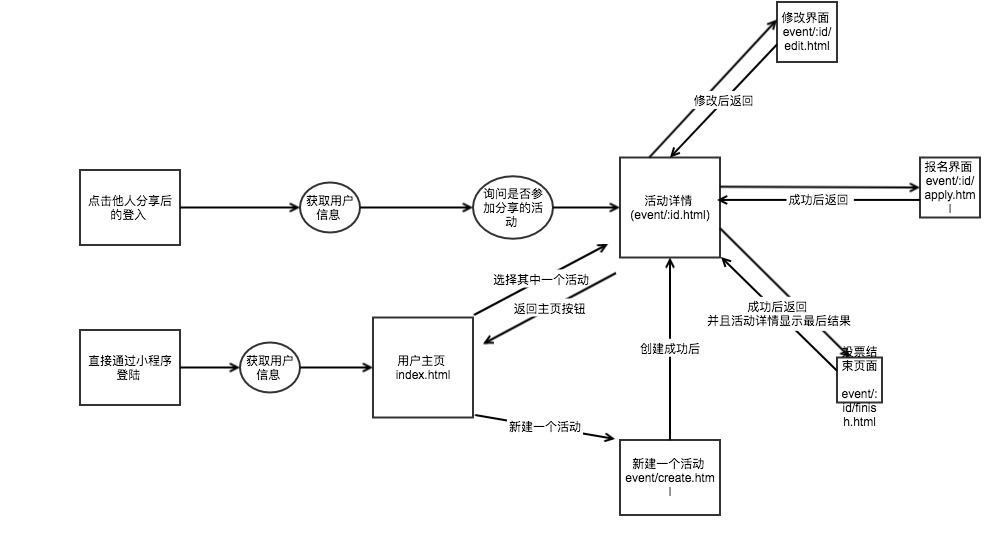 修改界面
event/:id/
edit.html
修改后返回
点击他人分享后
的登入
获取用户
信息
询问是否参
加分享的活
动
活动详情
(event/:id.html)
报名界面
event/:id/
apply.htm
l
成功后返回
选择其中一个活动
返回主页按钮
成功后返回
并且活动详情显示最后结果
直接通过小程序
登陆
获取用户
信息
用户主页
index.html
创建成功后
投票结
束页面
event/:
id/finis
h.html
新建一个活动
新建一个活动
event/create.htm
l